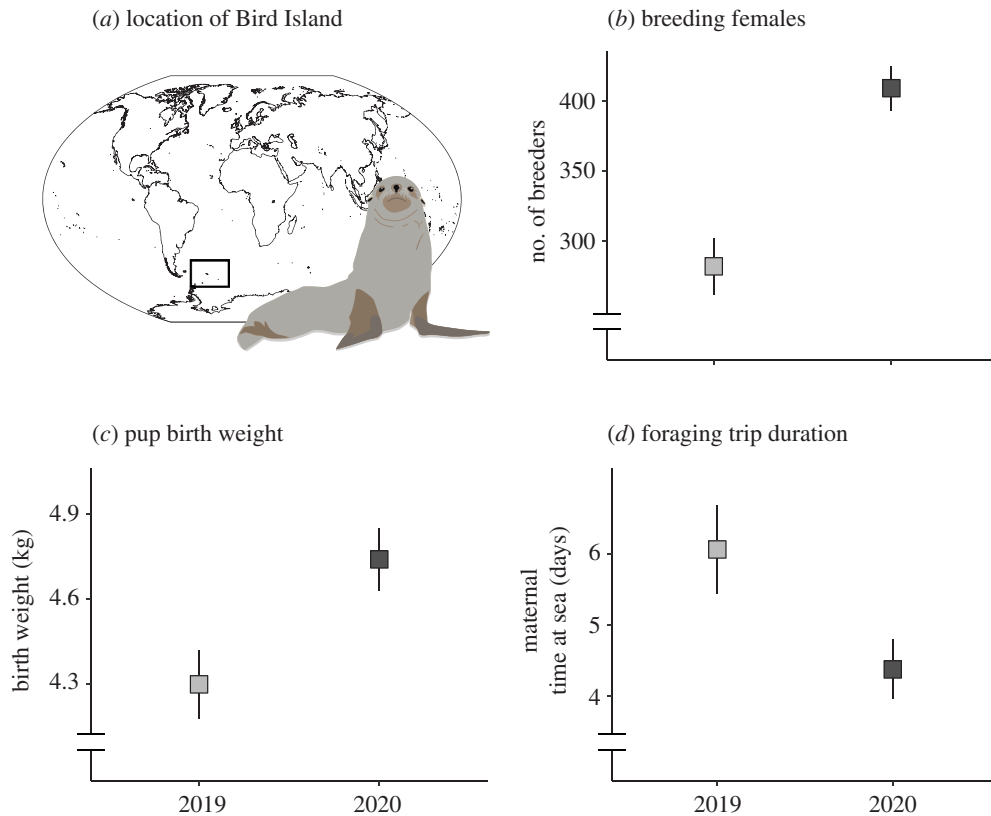 (a) location of Bird Island
(b) breeding females
no. of breeders
400
350
300
(c) pup birth weight
birth weight (kg)
4.9
4.6
4.3
2019 2020
(d) foraging trip duration
maternal
time at sea (days)
6
5
4
2019 2020